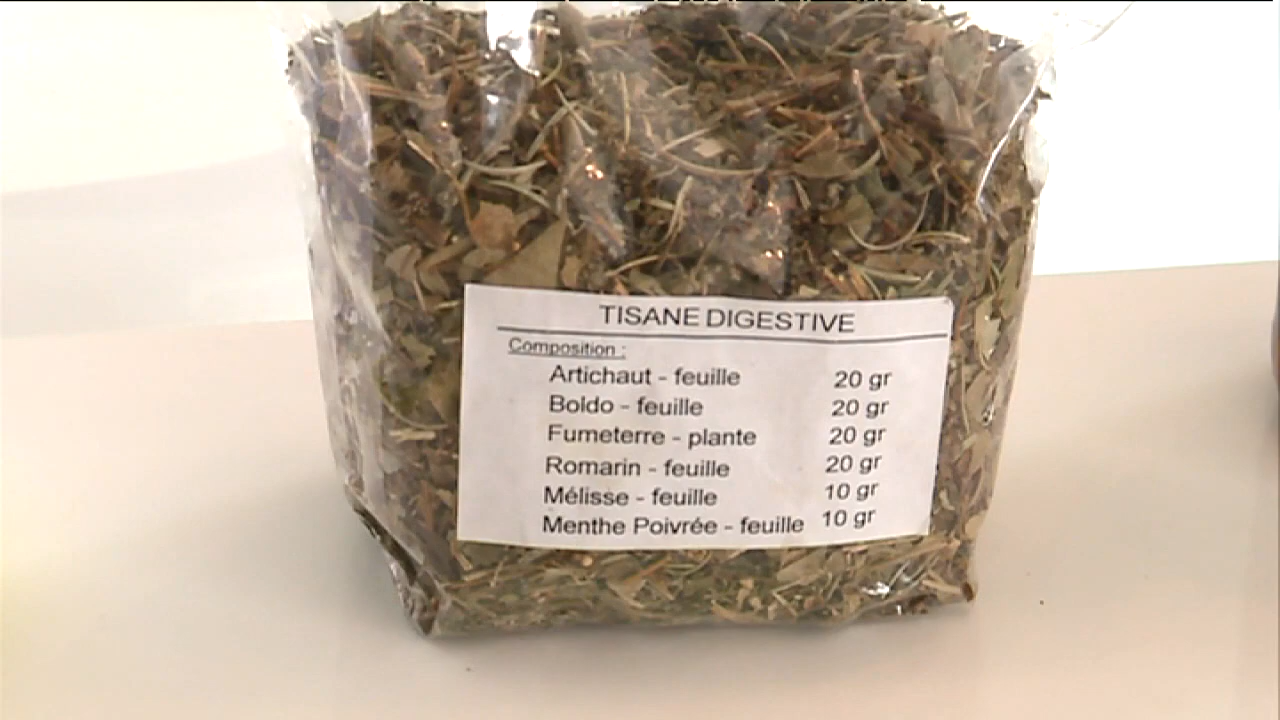 TISANE DIGESTIVE
Composition :
Artichaut - feuille 20 gr
Boldo - feuille 20 gr
Fumeterre - plante 20 gr
Romarin - feuille 20 gr
Mélisse - feuille 10 gr
Menthe Poivrée - feuille 10 gr